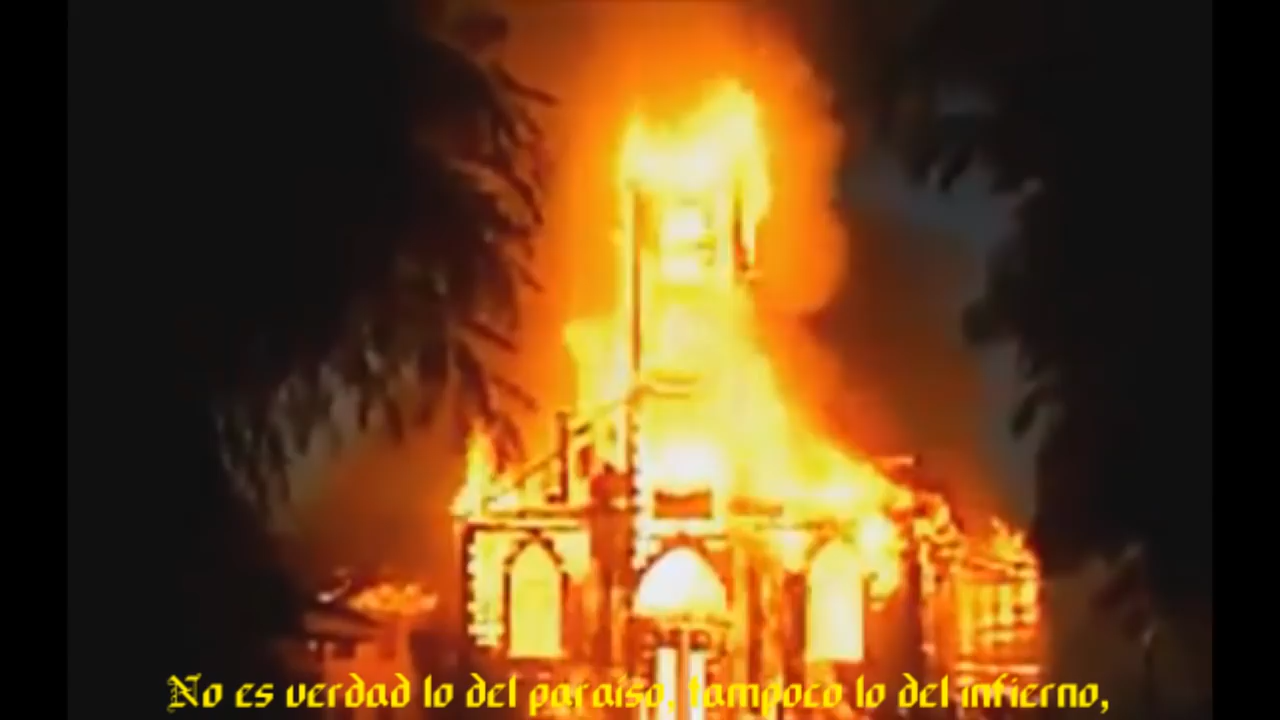 No es verdad lo del paraíso, tampoco lo del infierno,